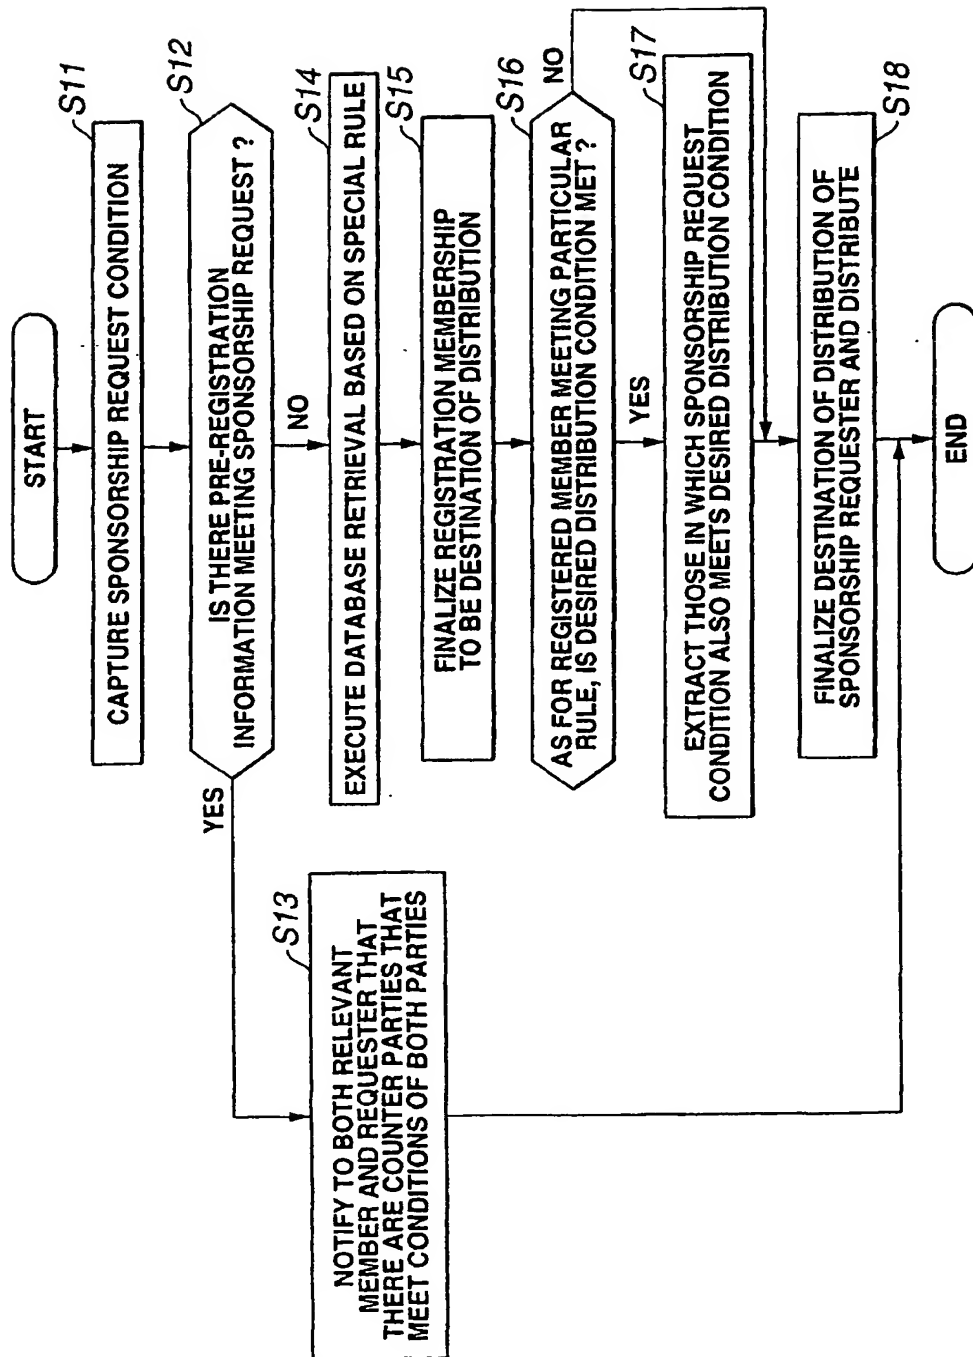 START
S11
CAPTURE SPONSORSHIP REQUEST CONDITION
S12
IS THERE PRE-REGISTRATION
INFORMATION MEETING SPONSORSHIP REQUEST ?
YES
NO
S13
NOTIFY TO BOTH RELEVANT
MEMBER AND REQUESTER THAT
THERE ARE COUNTER PARTIES THAT
MEET CONDITIONS OF BOTH PARTIES
S14
EXECUTE DATABASE RETRIEVAL BASED ON SPECIAL RULE
S15
FINALIZE REGISTRATION MEMBERSHIP
TO BE DESTINATION OF DISTRIBUTION
S16
AS FOR REGISTERED MEMBER MEETING PARTICULAR
RULE, IS DESIRED DISTRIBUTION CONDITION MET ?
NO
YES
S17
EXTRACT THOSE IN WHICH SPONSORSHIP REQUEST
CONDITION ALSO MEETS DESIRED DISTRIBUTION CONDITION
S18
FINALIZE DESTINATION OF DISTRIBUTION OF
SPONSORSHIP REQUESTER AND DISTRIBUTE
END